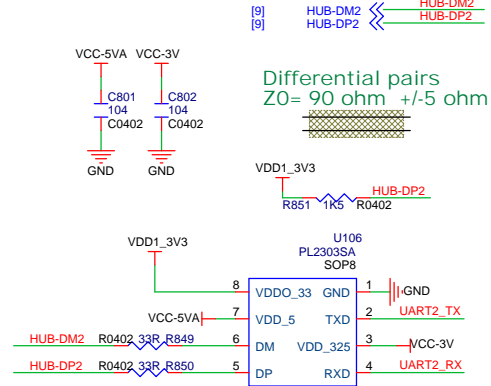 [9] HUB-DM2 HUB-DM2
[9] HUB-DP2 HUB-DP2
VCC-5VA VCC-3V
C801 C802
104 104
C0402 C0402
GND GND
Differential pairs
Z0= 90 ohm +/-5 ohm
VDD1_3V3
HUB-DP2
R851 1K5 R0402
U106
PL2303SA
SOP8
VDD1_3V3
8 VDDO_33 GND 1 GND
VCC-5VA 7 VDD_5 TXD 2 UART2_TX
HUB-DM2 R0402 33R R849 6 DM VDD_325 3 VCC-3V
HUB-DP2 R0402 33R R850 5 DP RXD 4 UART2_RX